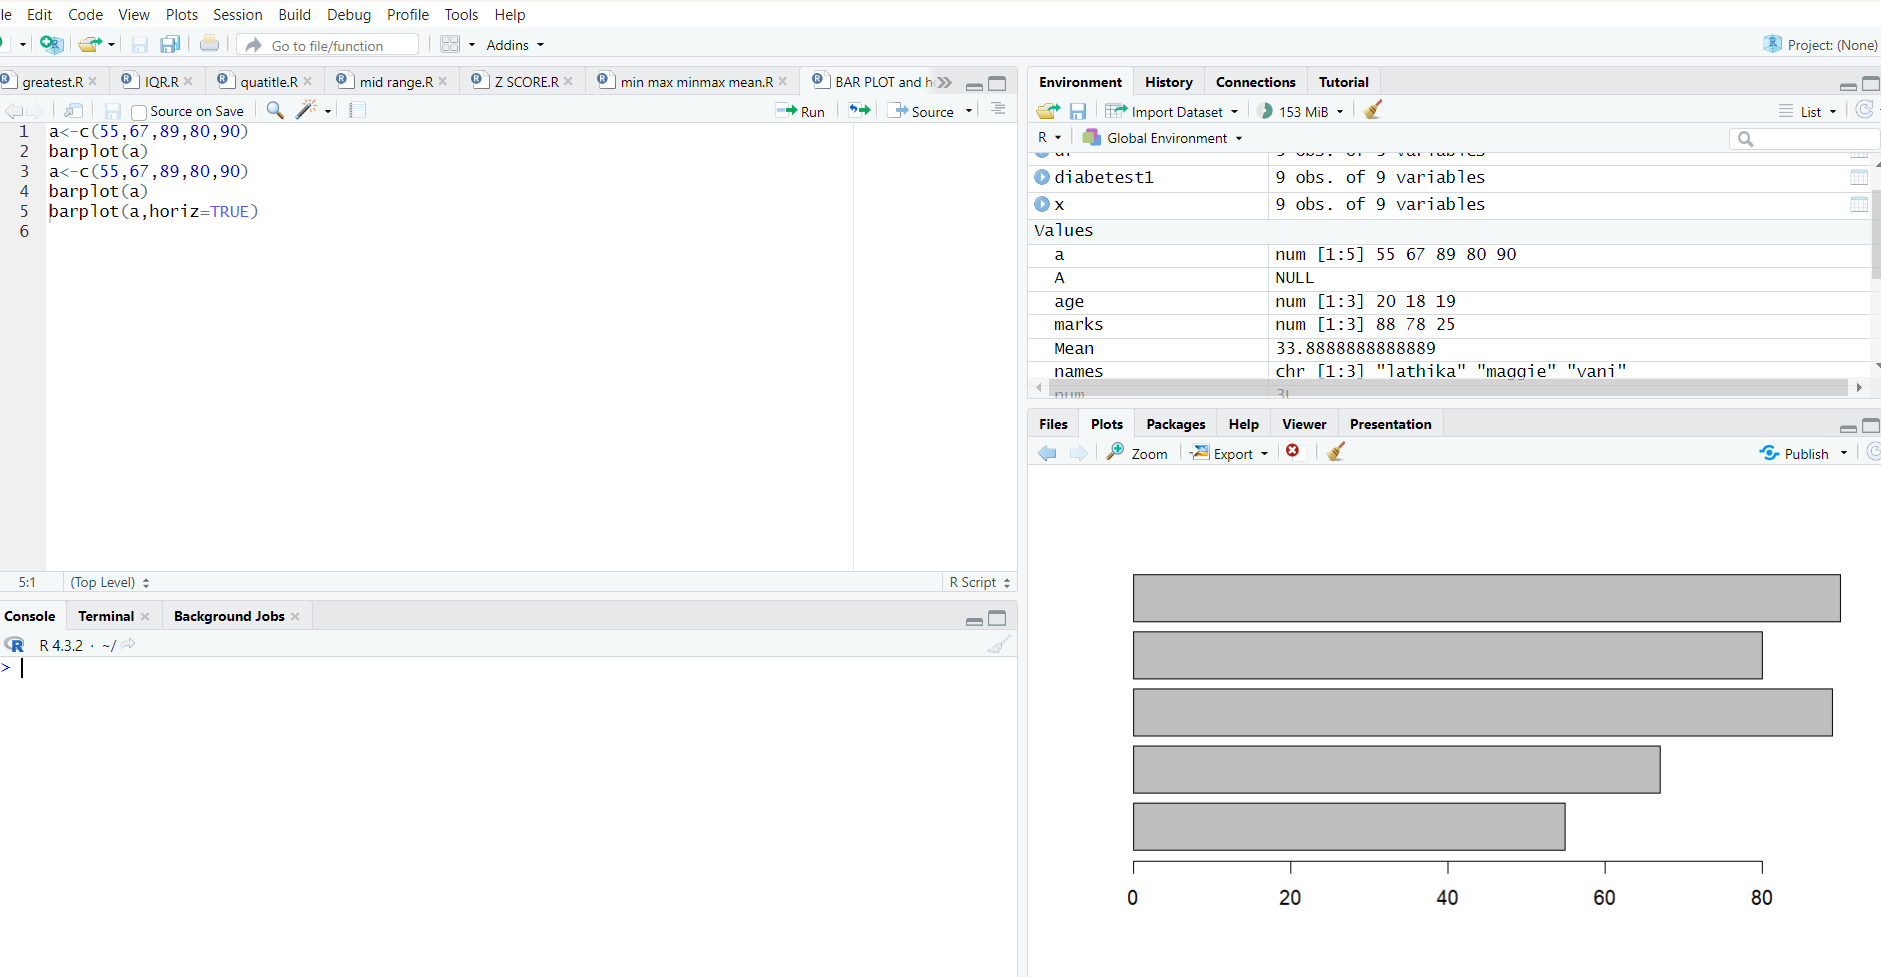 le Edit Code View Plots Session Build Debug Profile Tools Help
Go to file/function Addins Project: (None)
greatest.R IQR.R quatitle.R mid range.R Z SCORE.R min max minmax mean.R BAR PLOT and h
Source on Save Run Source
1 a<-c(55,67,89,80,90)
2 barplot(a)
3 a<-c(55,67,89,80,90)
4 barplot(a)
5 barplot(a,horiz=TRUE)
6
5:1 (Top Level) R Script
Console Terminal Background Jobs
R 4.3.2 · ~/
>
Environment History Connections Tutorial
Import Dataset 153 MiB List
R Global Environment
9 obs. of 9 variables
diabetest1 9 obs. of 9 variables
x 9 obs. of 9 variables
Values
a num [1:5] 55 67 89 80 90
A NULL
age num [1:3] 20 18 19
marks num [1:3] 88 78 25
Mean 33.8888888888889
names chr [1:3] "lathika" "maggie" "vani"
num 3L
Files Plots Packages Help Viewer Presentation
Zoom Export Publish
0 20 40 60 80